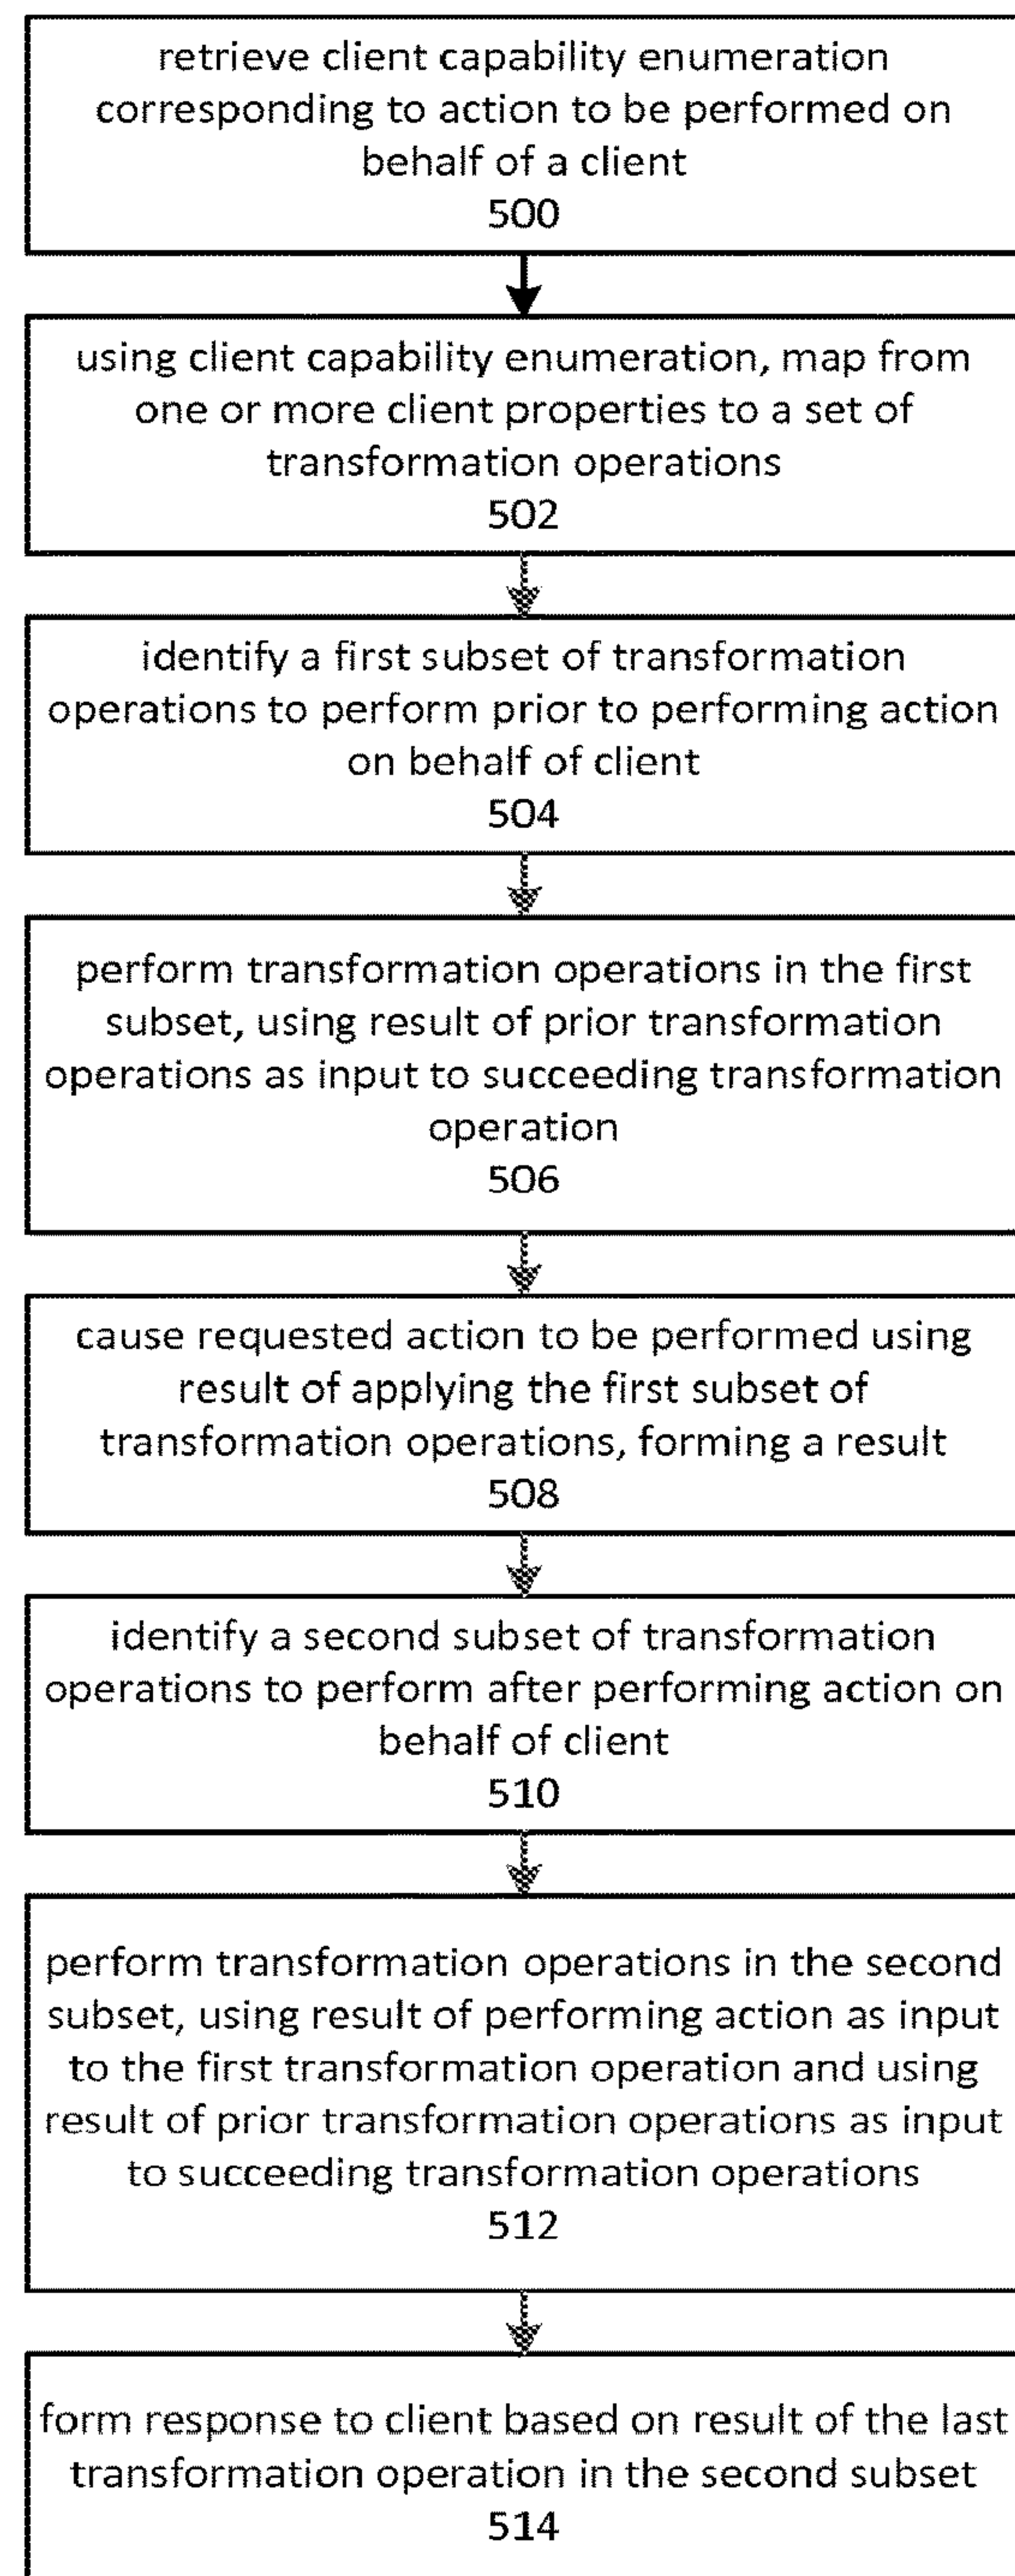 retrieve client capability enumeration
corresponding to action to be performed on
behalf of a client
500
using client capability enumeration, map from
one or more client properties to a set of
transformation operations
502
identify a first subset of transformation
operations to perform prior to performing action
on behalf of client
504
perform transformation operations in the first
subset, using result of prior transformation
operations as input to succeeding transformation
operation
506
cause requested action to be performed using
result of applying the first subset of
transformation operations, forming a result
508
identify a second subset of transformation
operations to perform after performing action on
behalf of client
510
perform transformation operations in the second
subset, using result of performing action as input
to the first transformation operation and using
result of prior transformation operations as input
to succeeding transformation operations
512
form response to client based on result of the last
transformation operation in the second subset
514